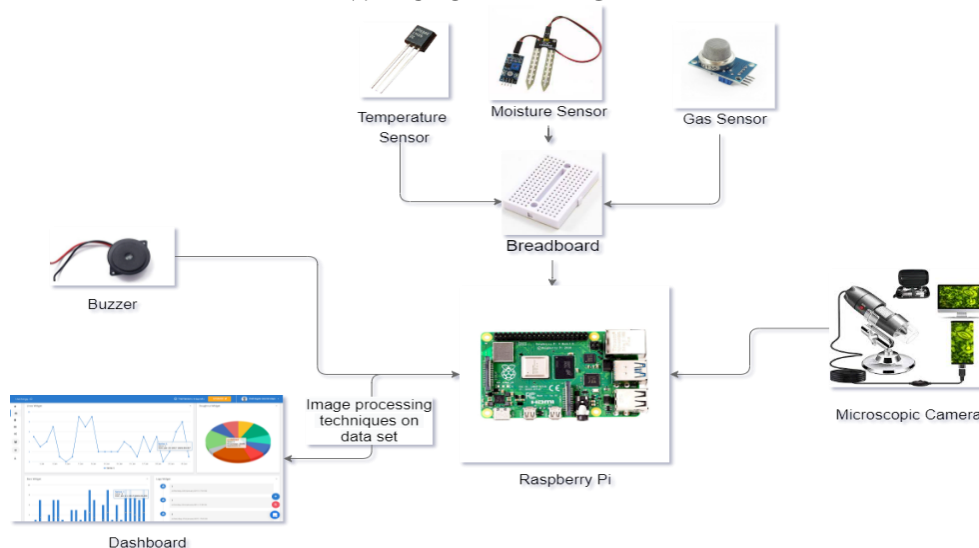 Temperature
Sensor
Moisture Sensor
Gas Sensor
Breadboard
Buzzer
Image processing
techniques on
data set
Raspberry Pi
Microscopic Camera
Dashboard